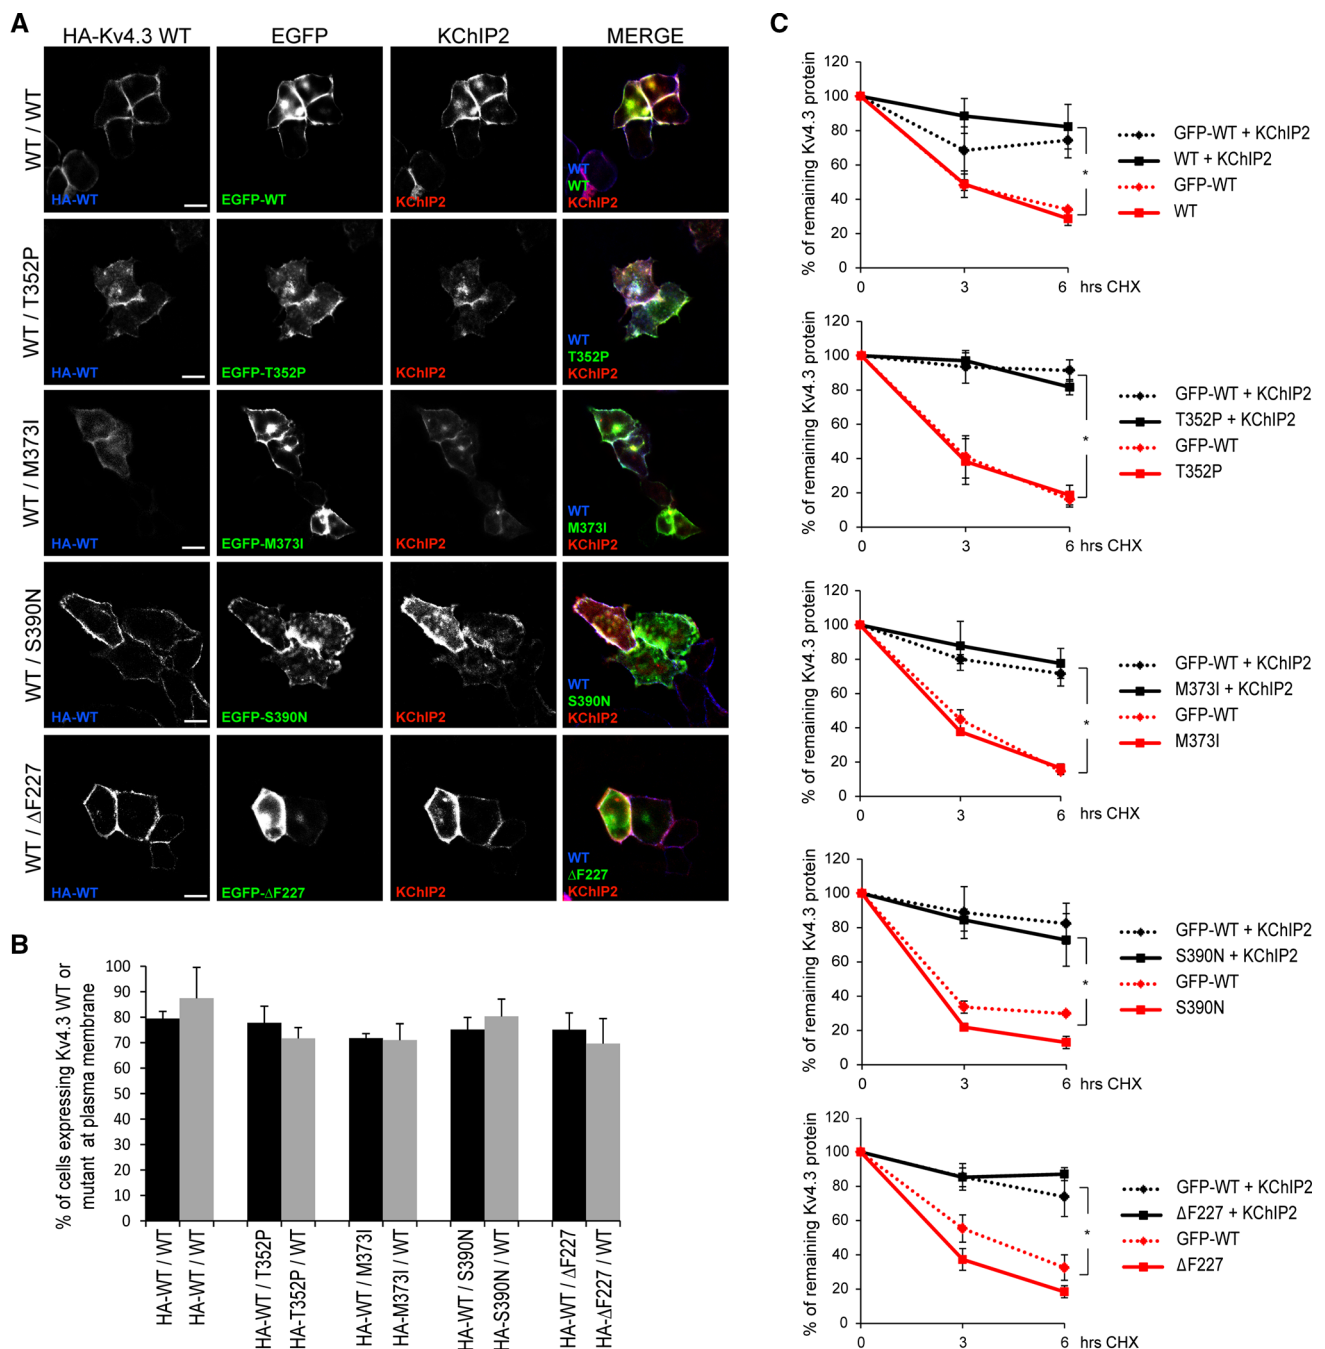 A
HA-Kv4.3 WT EGFP KChIP2 MERGE
WT / WT
HA-WT EGFP-WT KChIP2
WT
WT
KChIP2
WT / T352P
HA-WT EGFP-T352P KChIP2
WT
T352P
KChIP2
WT / M373I
HA-WT EGFP-M373I KChIP2
WT
M373I
KChIP2
WT / S390N
HA-WT EGFP-S390N KChIP2
WT
S390N
KChIP2
WT / ΔF227
HA-WT EGFP-ΔF227 KChIP2
WT
ΔF227
KChIP2
B
% of cells expressing Kv4.3 WT or
mutant at plasma membrane
100
90
80
70
60
50
40
30
20
10
0
HA-WT / WT
HA-WT / WT
HA-WT / T352P
HA-T352P / WT
HA-WT / M373I
HA-M373I / WT
HA-WT / S390N
HA-S390N / WT
HA-WT / ΔF227
HA-ΔF227 / WT
C
% of remaining Kv4.3 protein
120
100
80
60
40
20
0
0 3 6 hrs CHX
*
GFP-WT + KChIP2
WT + KChIP2
GFP-WT
WT
% of remaining Kv4.3 protein
120
100
80
60
40
20
0
0 3 6 hrs CHX
*
GFP-WT + KChIP2
T352P + KChIP2
GFP-WT
T352P
% of remaining Kv4.3 protein
120
100
80
60
40
20
0
0 3 6 hrs CHX
*
GFP-WT + KChIP2
M373I + KChIP2
GFP-WT
M373I
% of remaining Kv4.3 protein
120
100
80
60
40
20
0
0 3 6 hrs CHX
*
GFP-WT + KChIP2
S390N + KChIP2
GFP-WT
S390N
% of remaining Kv4.3 protein
120
100
80
60
40
20
0
0 3 6 hrs CHX
*
GFP-WT + KChIP2
ΔF227 + KChIP2
GFP-WT
ΔF227